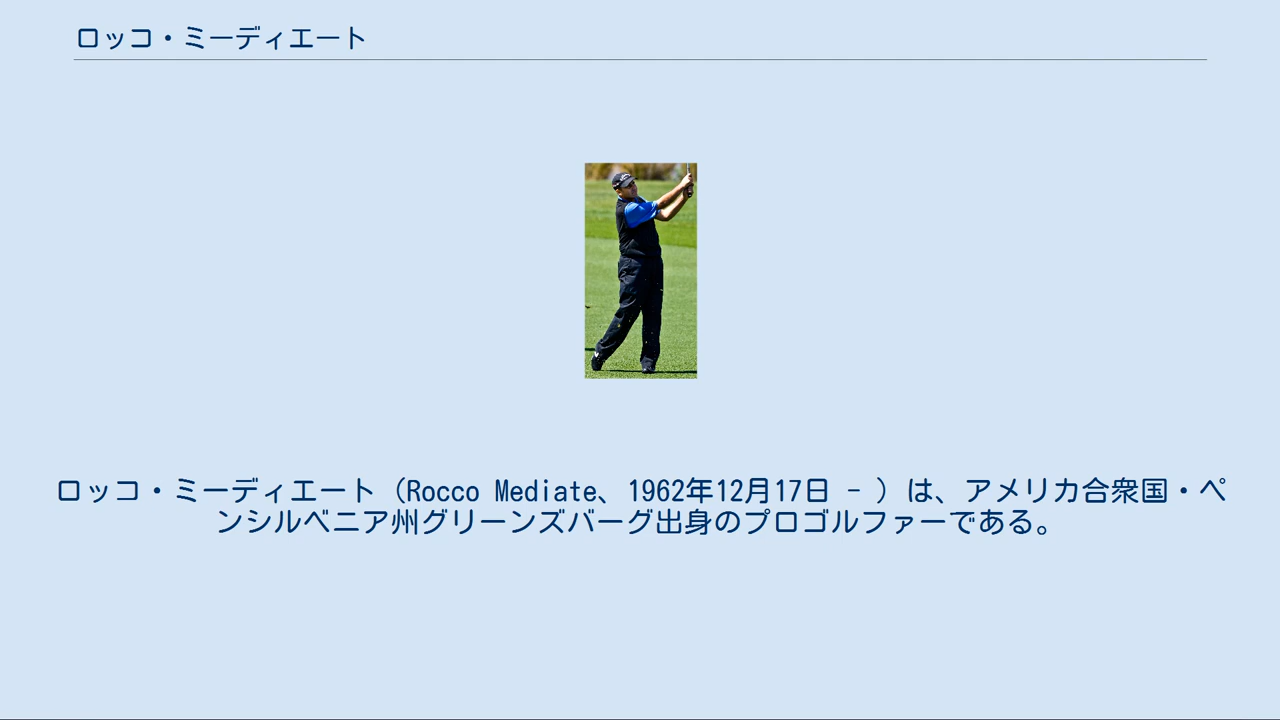 ロッコ・ミーディエート
ロッコ・ミーディエート（Rocco Mediate、1962年12月17日 - ）は、アメリカ合衆国・ペ
ンシルベニア州グリーンズバーグ出身のプロゴルファーである。